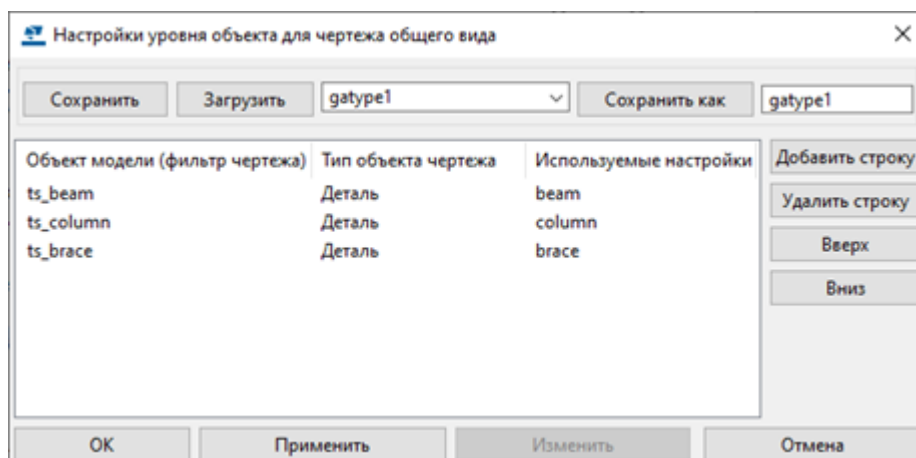 Настройки уровня объекта для чертежа общего вида
Сохранить Загрузить gatype1 Сохранить как gatype1
Объект модели (фильтр чертежа) Тип объекта чертежа Используемые настройки Добавить строку
ts_beam Деталь beam
Удалить строку
ts_column Деталь column
ts_brace Деталь brace
Вверх
Вниз
ОК Применить Изменить Отмена